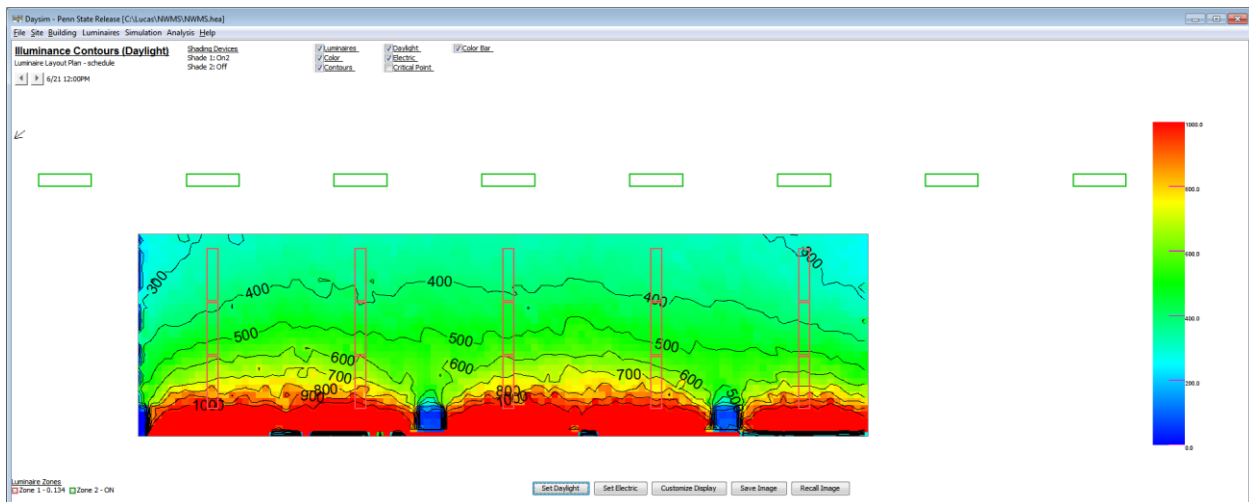 Daysim - Penn State Release [C:\Lucas\NWMS\NWMS.hea]
File Site Building Luminaires Simulation Analysis Help
Illuminance Contours (Daylight)
Luminaire Layout Plan - schedule
6/21 12:00PM
Shading Devices
Shade 1: On2
Shade 2: Off
Luminaires Daylight Color Bar
Color Electric
Contours Critical Point
1000.0
800.0
600.0
400.0
200.0
0.0
300 300
400 400 400
500 500 500
600 600 600
700 700
800 800
900
1000 1000
500
Luminaire Zones
Zone 1 - 0.134 Zone 2 - ON
Set Daylight Set Electric Customize Display Save Image Recall Image